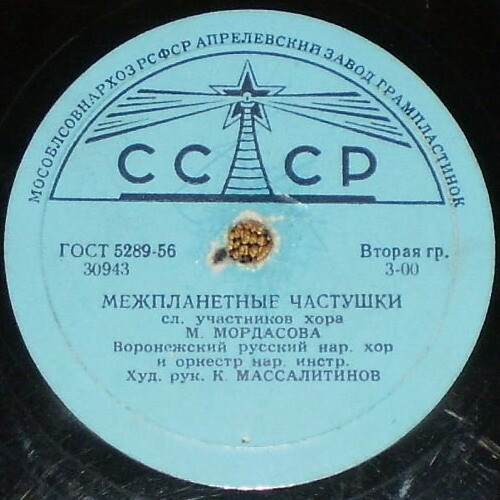 МОСОБЛСОВНАРХОЗ РСФСР АПРЕЛЕВСКИЙ ЗАВОД ГРАМПЛАСТИНОК
СССР
ГОСТ 5289-56 Вторая гр.
30943 3-00
МЕЖПЛАНЕТНЫЕ ЧАСТУШКИ
сл. участников хора
М. МОРДАСОВА
Воронежский русский нар. хор
и оркестр нар. инстр.
Худ. рук. К. МАССАЛИТИНОВ